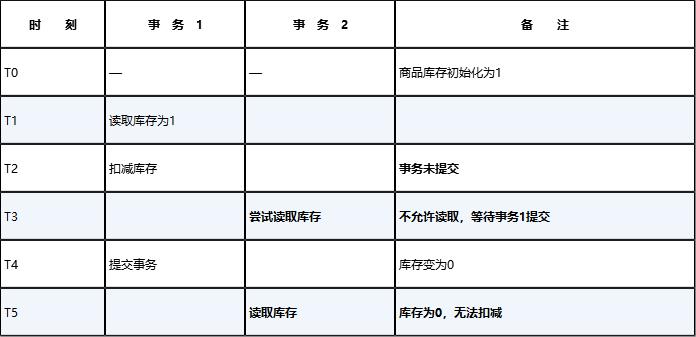 时 刻 事 务 1 事 务 2 备 注
T0 — — 商品库存初始化为1
T1 读取库存为1
T2 扣减库存 事务未提交
T3 尝试读取库存 不允许读取，等待事务1提交
T4 提交事务 库存变为0
T5 读取库存 库存为0，无法扣减